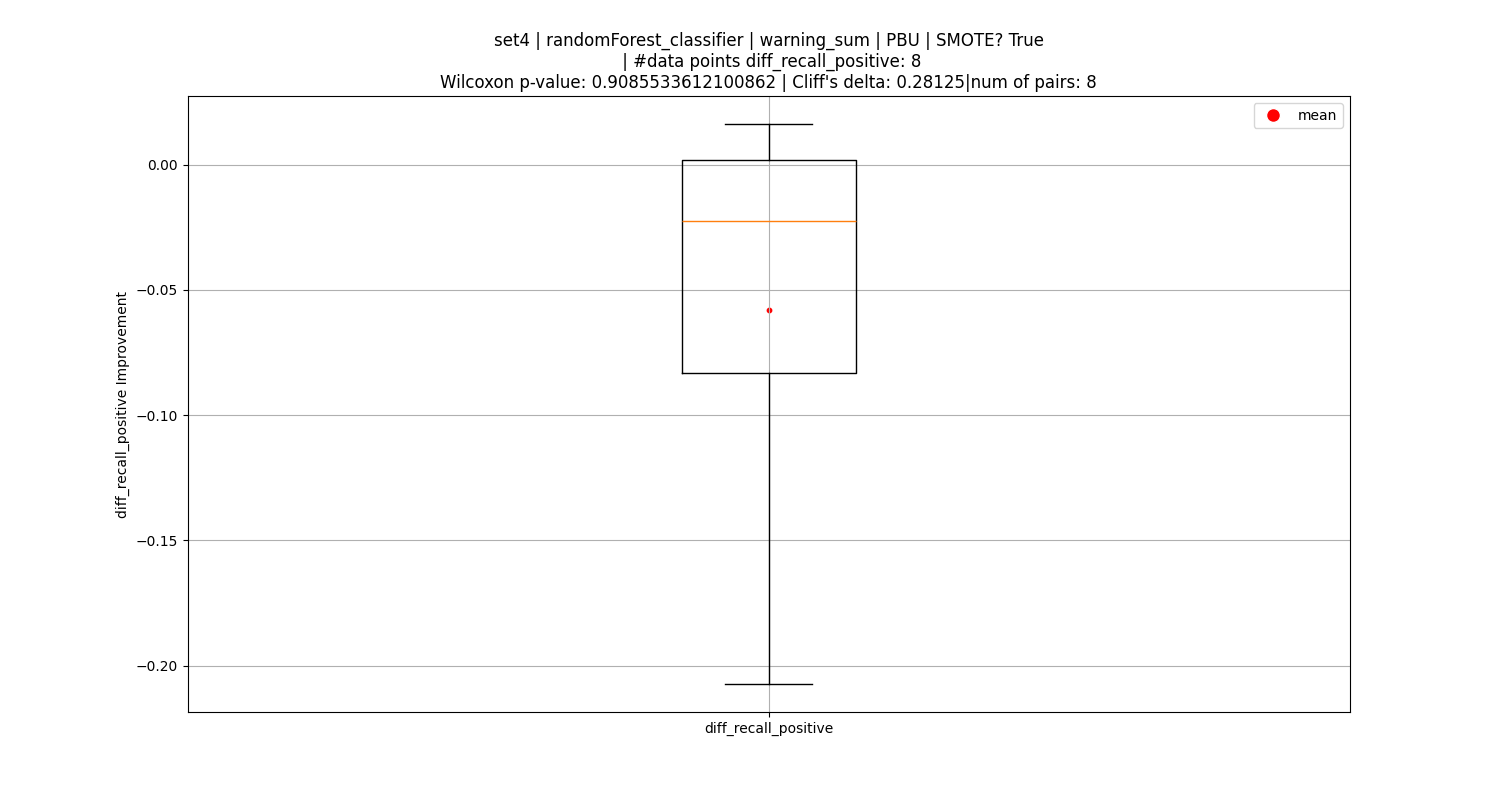 set4 | randomForest_classifier | warning_sum | PBU | SMOTE? True
| #data points diff_recall_positive: 8
Wilcoxon p-value: 0.9085533612100862 | Cliff's delta: 0.28125|num of pairs: 8
mean
0.00
−0.05
−0.10
−0.15
−0.20
diff_recall_positive Improvement
diff_recall_positive